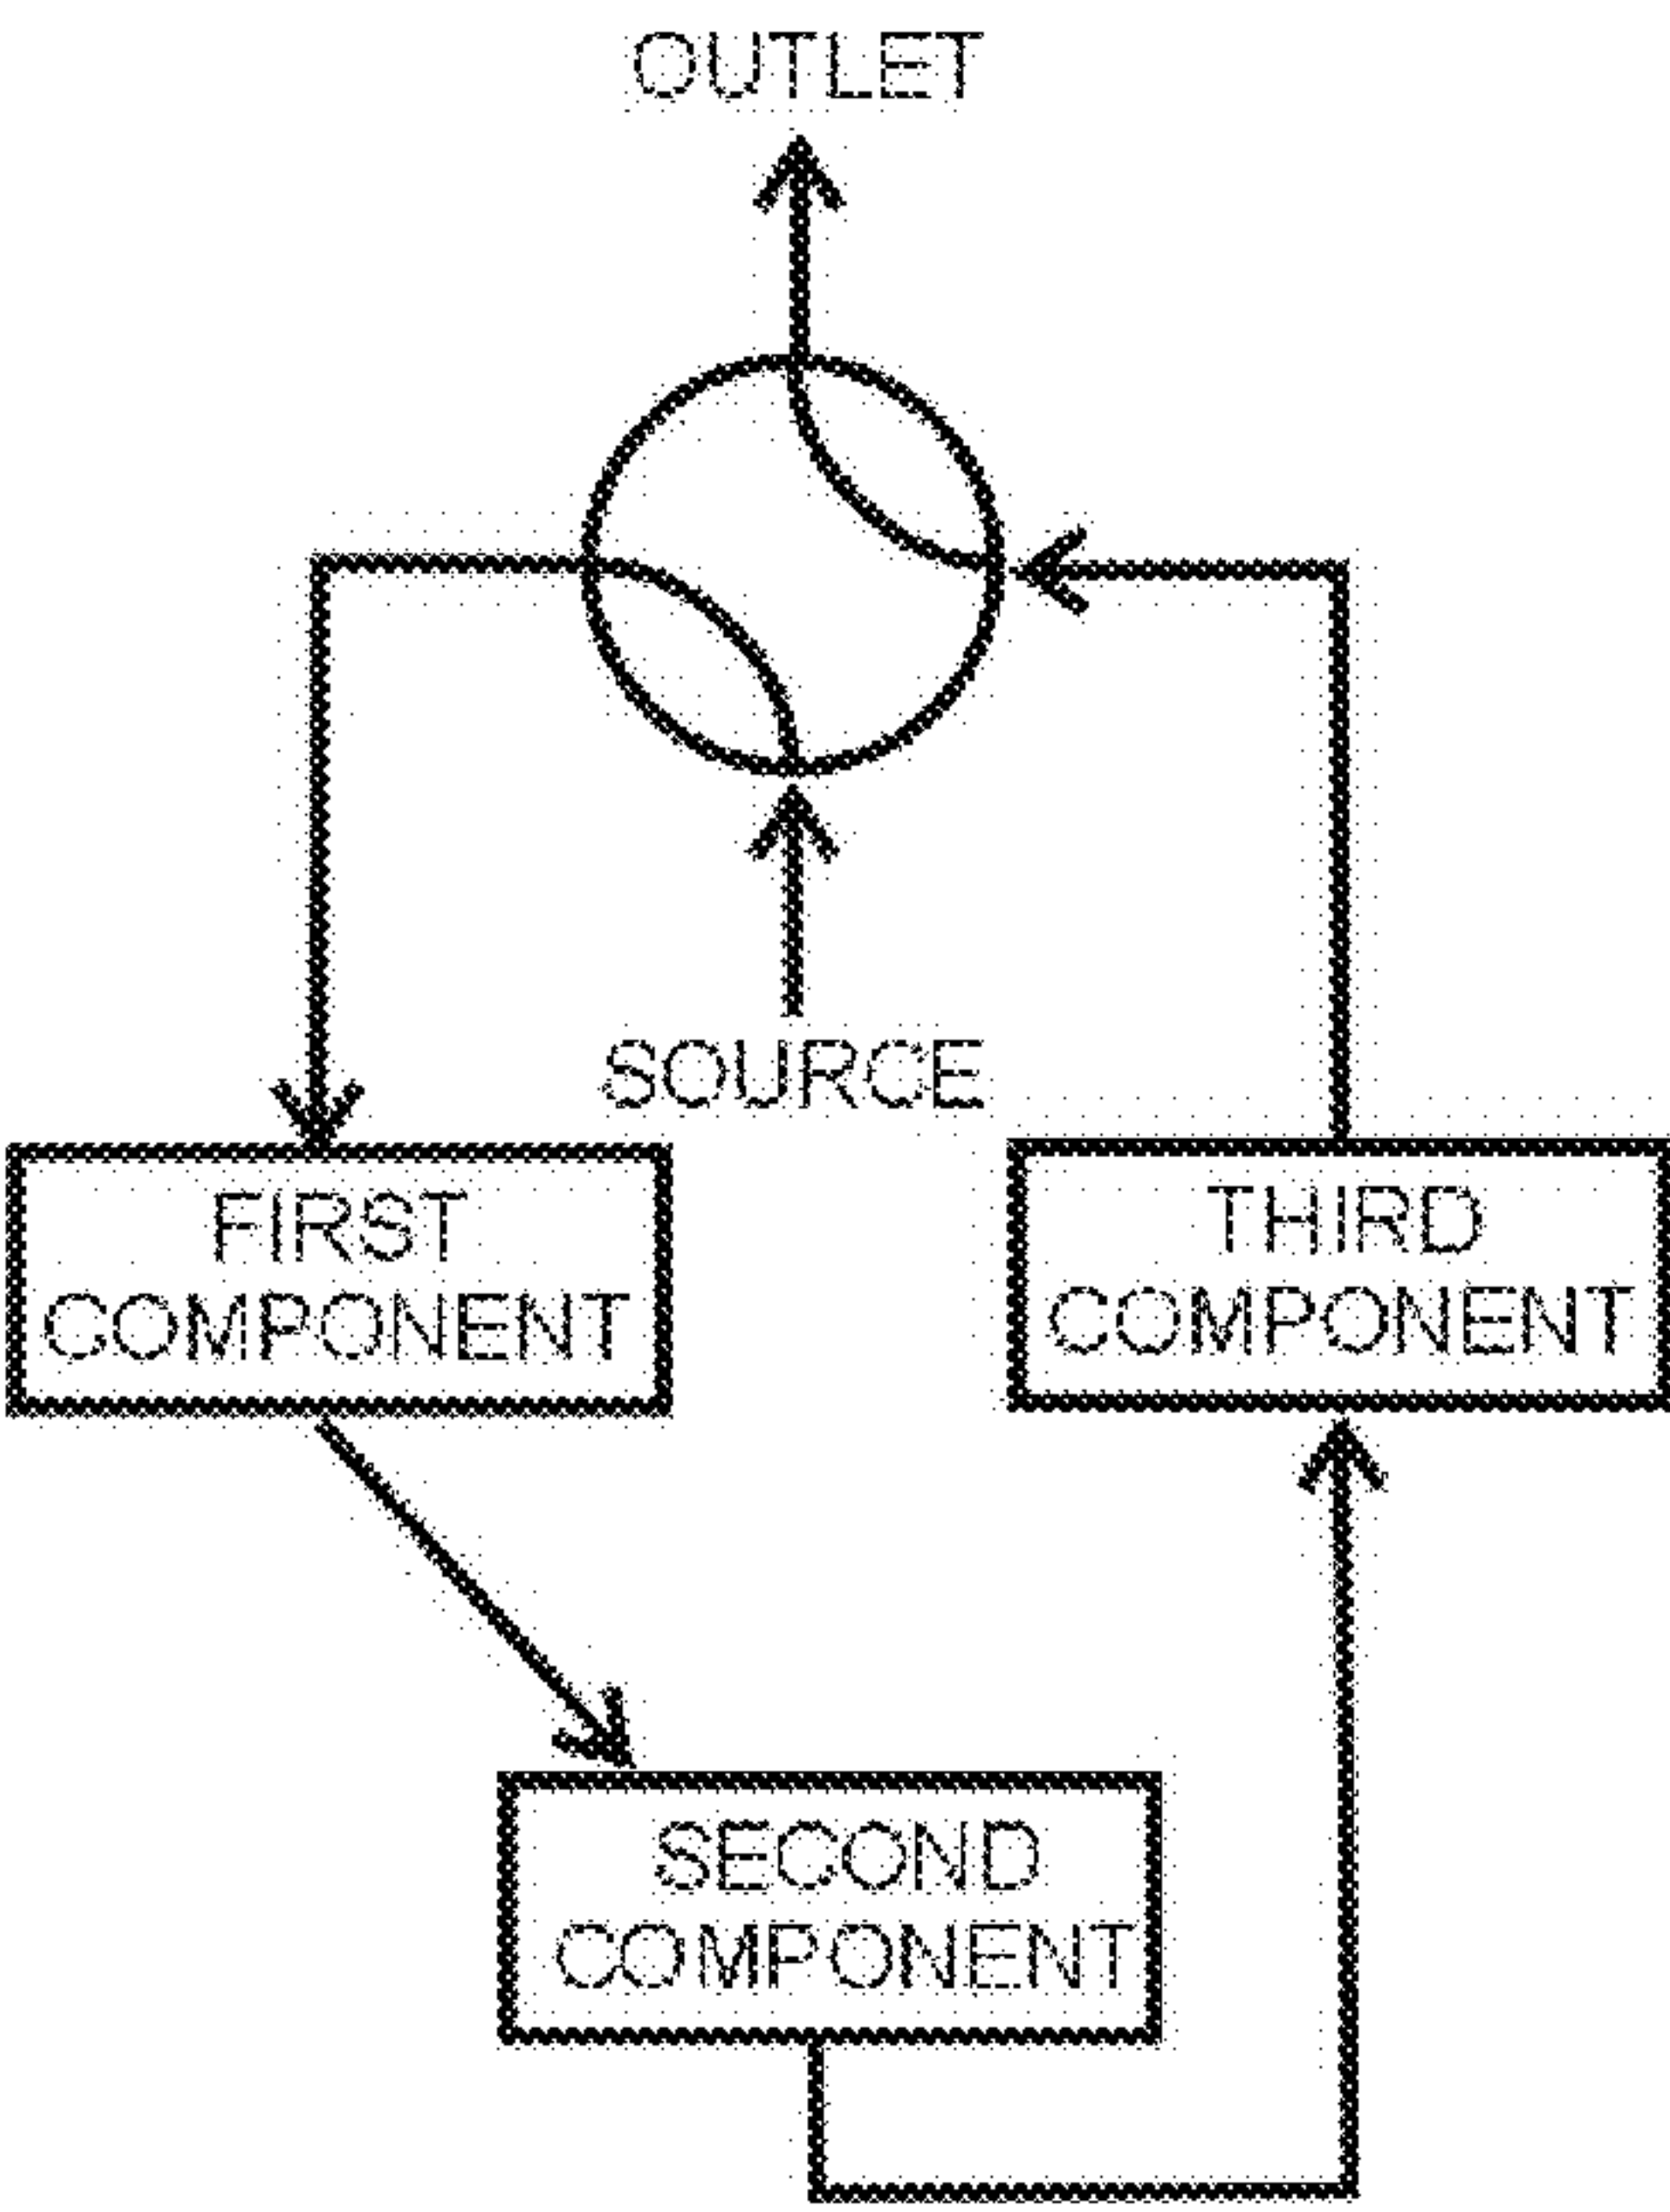 OUTLET
SOURCE
FIRST
COMPONENT
THIRD
COMPONENT
SECOND
COMPONENT